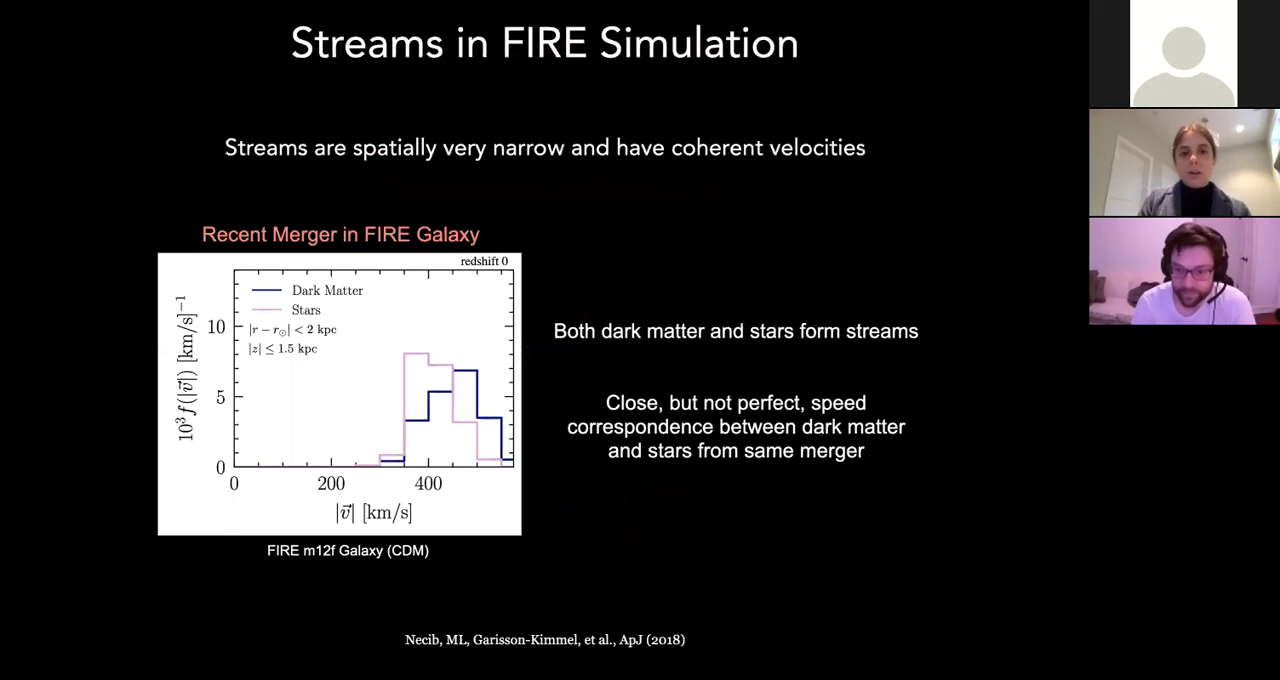 Streams in FIRE Simulation
Streams are spatially very narrow and have coherent velocities
Recent Merger in FIRE Galaxy
redshift 0
Dark Matter
Stars
|r − r⊙| < 2 kpc
|z| ≤ 1.5 kpc
10³ f(|v⃗|) [km/s]⁻¹
10
5
0
0 200 400
|v⃗| [km/s]
FIRE m12f Galaxy (CDM)
Both dark matter and stars form streams
Close, but not perfect, speed
correspondence between dark matter
and stars from same merger
Necib, ML, Garisson-Kimmel, et al., ApJ (2018)